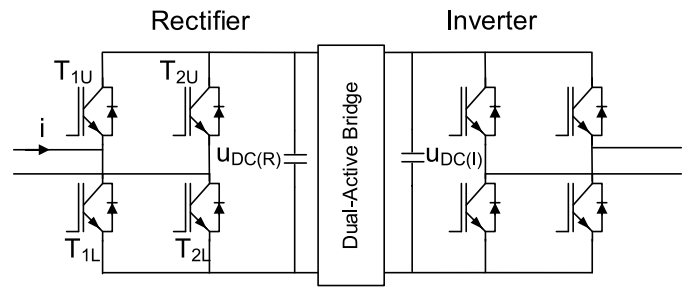 Rectifier
Inverter
T1U
T2U
i
uDC(R)
Dual-Active Bridge
uDC(I)
T1L
T2L